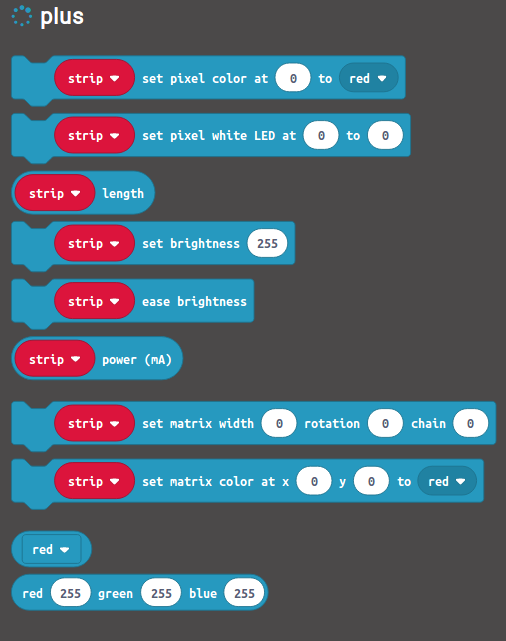 plus
strip set pixel color at 0 to red
strip set pixel white LED at 0 to 0
strip length
strip set brightness 255
strip ease brightness
strip power (mA)
strip set matrix width 0 rotation 0 chain 0
strip set matrix color at x 0 y 0 to red
red
red 255 green 255 blue 255